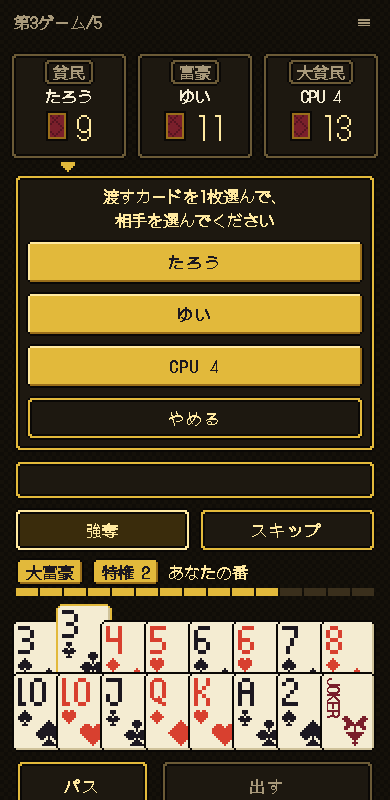 第3ゲーム/5
貧民
富豪
大貧民
たろう
ゆい
CPU 4
9
11
13
渡すカードを1枚選んで、
相手を選んでください
たろう
ゆい
CPU 4
やめる
強奪
スキップ
大富豪
特権 2
あなたの番
3
3
4
5
6
6
7
8
10
10
J
Q
K
A
2
JOKER
パス
出す